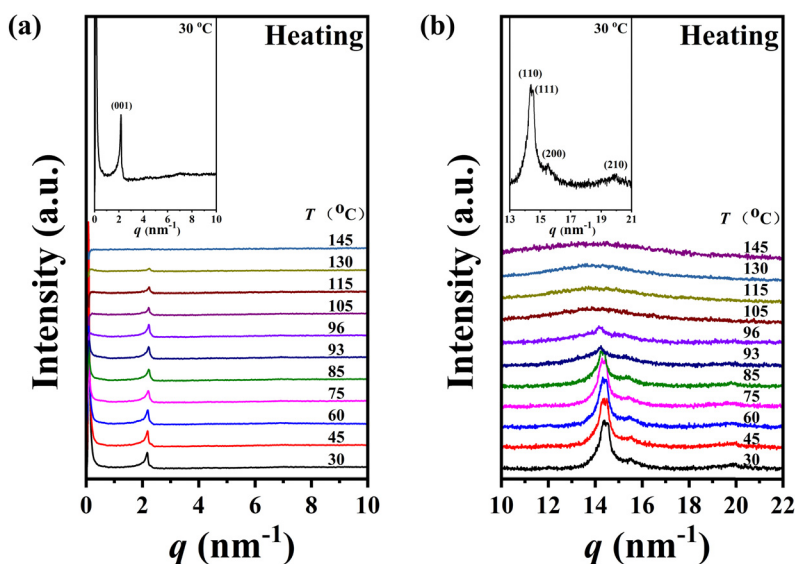 (a)
Heating
30 °C
(001)
0 2 4 6 8 10
q (nm-1)
T (°C)
145
130
115
105
96
93
85
75
60
45
30
Intensity (a.u.)
0 2 4 6 8 10
q (nm-1)
(b)
Heating
30 °C
(110)
(111)
(200)
(210)
13 15 17 19 21
q (nm-1)
T (°C)
145
130
115
105
96
93
85
75
60
45
30
Intensity (a.u.)
10 12 14 16 18 20 22
q (nm-1)